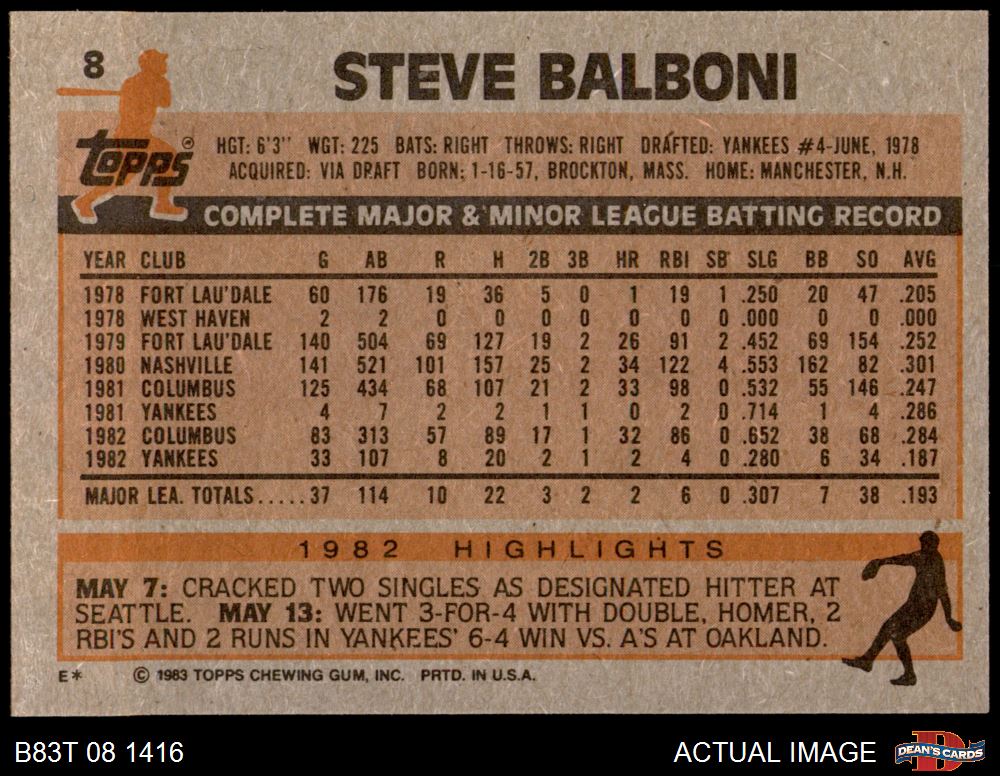 8
STEVE BALBONI
topps®
HGT: 6'3" WGT: 225 BATS: RIGHT THROWS: RIGHT DRAFTED: YANKEES #4-JUNE, 1978
ACQUIRED: VIA DRAFT BORN: 1-16-57, BROCKTON, MASS. HOME: MANCHESTER, N.H.
COMPLETE MAJOR & MINOR LEAGUE BATTING RECORD
YEAR CLUB G AB R H 2B 3B HR RBI SB SLG BB SO AVG
1978 FORT LAU'DALE 60 176 19 36 5 0 1 19 1 .250 20 47 .205
1978 WEST HAVEN 2 2 0 0 0 0 0 0 0 .000 0 0 .000
1979 FORT LAU'DALE 140 504 69 127 19 2 26 91 2 .452 69 154 .252
1980 NASHVILLE 141 521 101 157 25 2 34 122 4 .553 162 82 .301
1981 COLUMBUS 125 434 68 107 21 2 33 98 0 .532 55 146 .247
1981 YANKEES 4 7 2 2 1 1 0 2 0 .714 1 4 .286
1982 COLUMBUS 83 313 57 89 17 1 32 86 0 .652 38 68 .284
1982 YANKEES 33 107 8 20 2 1 2 4 0 .280 6 34 .187
MAJOR LEA. TOTALS.....37 114 10 22 3 2 2 6 0 .307 7 38 .193
1982 HIGHLIGHTS
MAY 7: CRACKED TWO SINGLES AS DESIGNATED HITTER AT
SEATTLE. MAY 13: WENT 3-FOR-4 WITH DOUBLE, HOMER, 2
RBI'S AND 2 RUNS IN YANKEES' 6-4 WIN VS. A'S AT OAKLAND.
E* © 1983 TOPPS CHEWING GUM, INC. PRTD. IN U.S.A.
B83T 08 1416 ACTUAL IMAGE DEAN'S CARDS